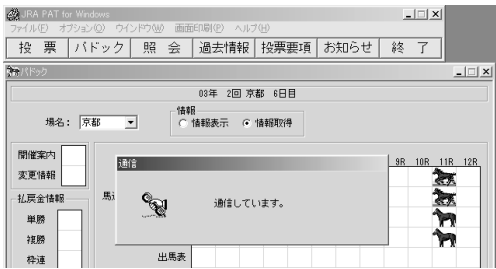 JRA PAT for Windows
ファイル(F) オプション(O) ウインドウ(W) 画面印刷(P) ヘルプ(H)
投 票 パドック 照 会 過去情報 投票要項 お知らせ 終 了
パドック
03年 2回 京都 6日目
場名: 京都
情報
情報表示 情報取得
開催案内
変更情報
9R 10R 11R 12R
通信
通信しています。
払戻金情報
単勝
複勝
枠連
出馬表